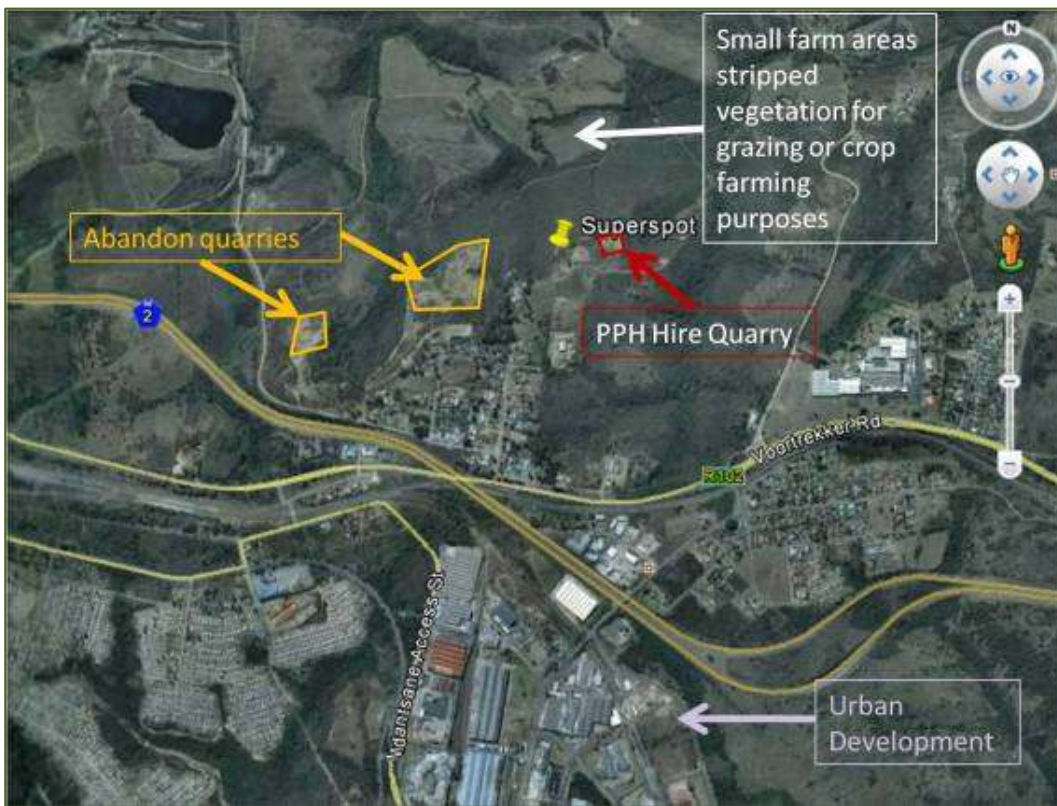 N
Small farm areas
stripped
vegetation for
grazing or crop
farming
purposes
Superspot
Abandon quarries
N
2
PPH Hire Quarry
Voortrekker Rd
R102
Mdantsane Access St
Urban
Development